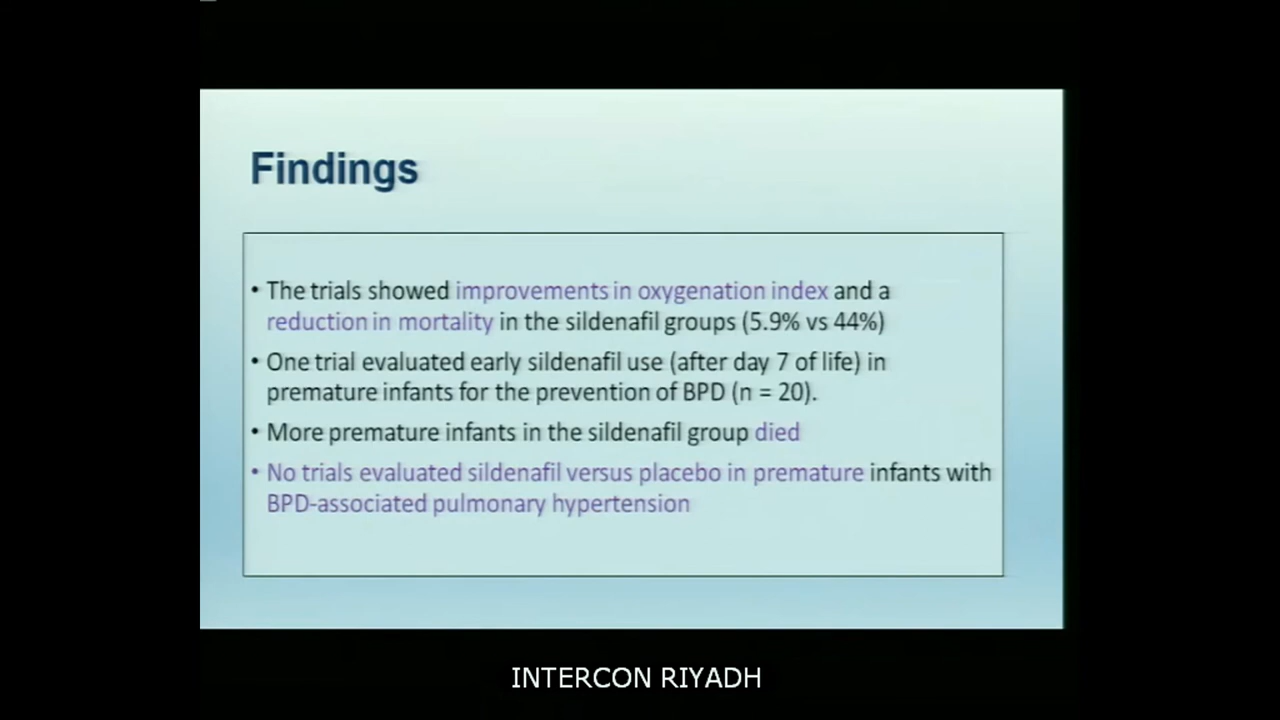 Findings
• The trials showed improvements in oxygenation index and a
reduction in mortality in the sildenafil groups (5.9% vs 44%)
• One trial evaluated early sildenafil use (after day 7 of life) in
premature infants for the prevention of BPD (n = 20).
• More premature infants in the sildenafil group died
• No trials evaluated sildenafil versus placebo in premature infants with
BPD-associated pulmonary hypertension
INTERCON RIYADH